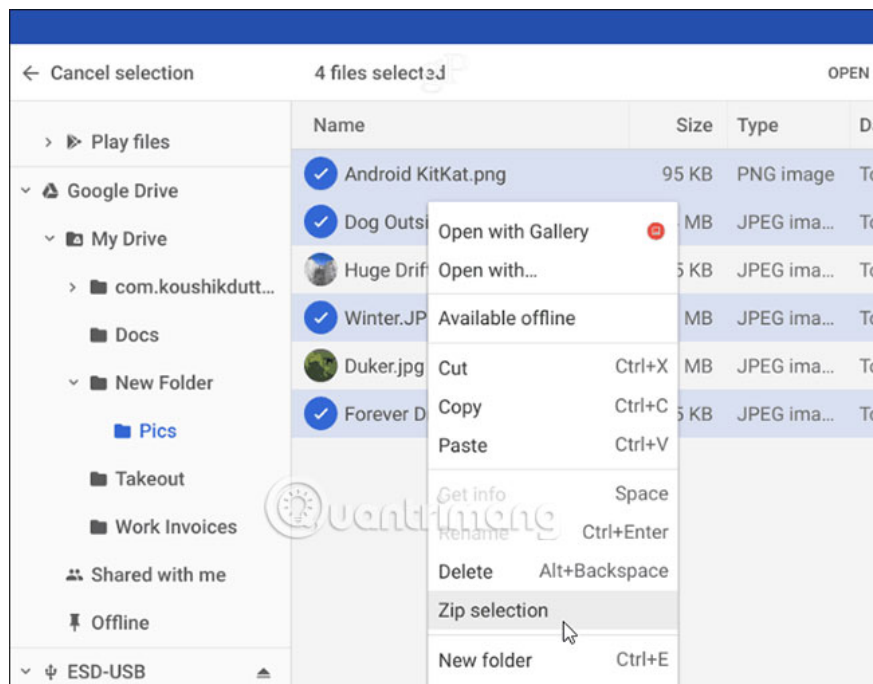 Cancel selection
4 files selected
OPEN
Play files
Google Drive
My Drive
com.koushikdutt...
Docs
New Folder
Pics
Takeout
Work Invoices
Shared with me
Offline
ESD-USB
Name Size Type
Android KitKat.png 95 KB PNG image
Dog Outsi MB JPEG ima...
Huge Drif KB JPEG ima...
Winter.JP MB JPEG ima...
Duker.jpg MB JPEG ima...
Forever D KB
Open with Gallery
Open with...
Available offline
Cut Ctrl+X
Copy Ctrl+C
Paste Ctrl+V
Get info Space
Rename Ctrl+Enter
Delete Alt+Backspace
Zip selection
New folder Ctrl+E
Quantrimang